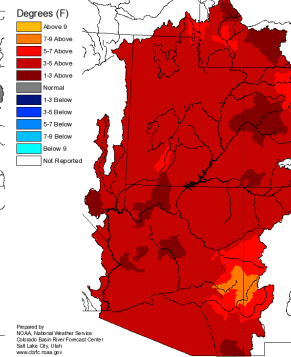 Degrees (F)
Above 9
7-9 Above
5-7 Above
3-5 Above
1-3 Above
Normal
1-3 Below
3-5 Below
5-7 Below
7-9 Below
Below 9
Not Reported
Prepared by
NOAA, National Weather Service
Colorado Basin River Forecast Center
Salt Lake City, Utah
www.cbrfc.noaa.gov